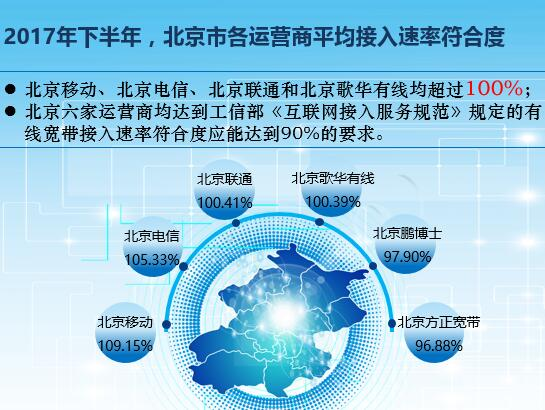 2017年下半年，北京市各运营商平均接入速率符合度
● 北京移动、北京电信、北京联通和北京歌华有线均超过100%；
● 北京六家运营商均达到工信部《互联网接入服务规范》规定的有
线宽带接入速率符合度应能达到90%的要求。
北京联通
100.41%
北京歌华有线
100.39%
北京电信
105.33%
北京鹏博士
97.90%
北京移动
109.15%
北京方正宽带
96.88%